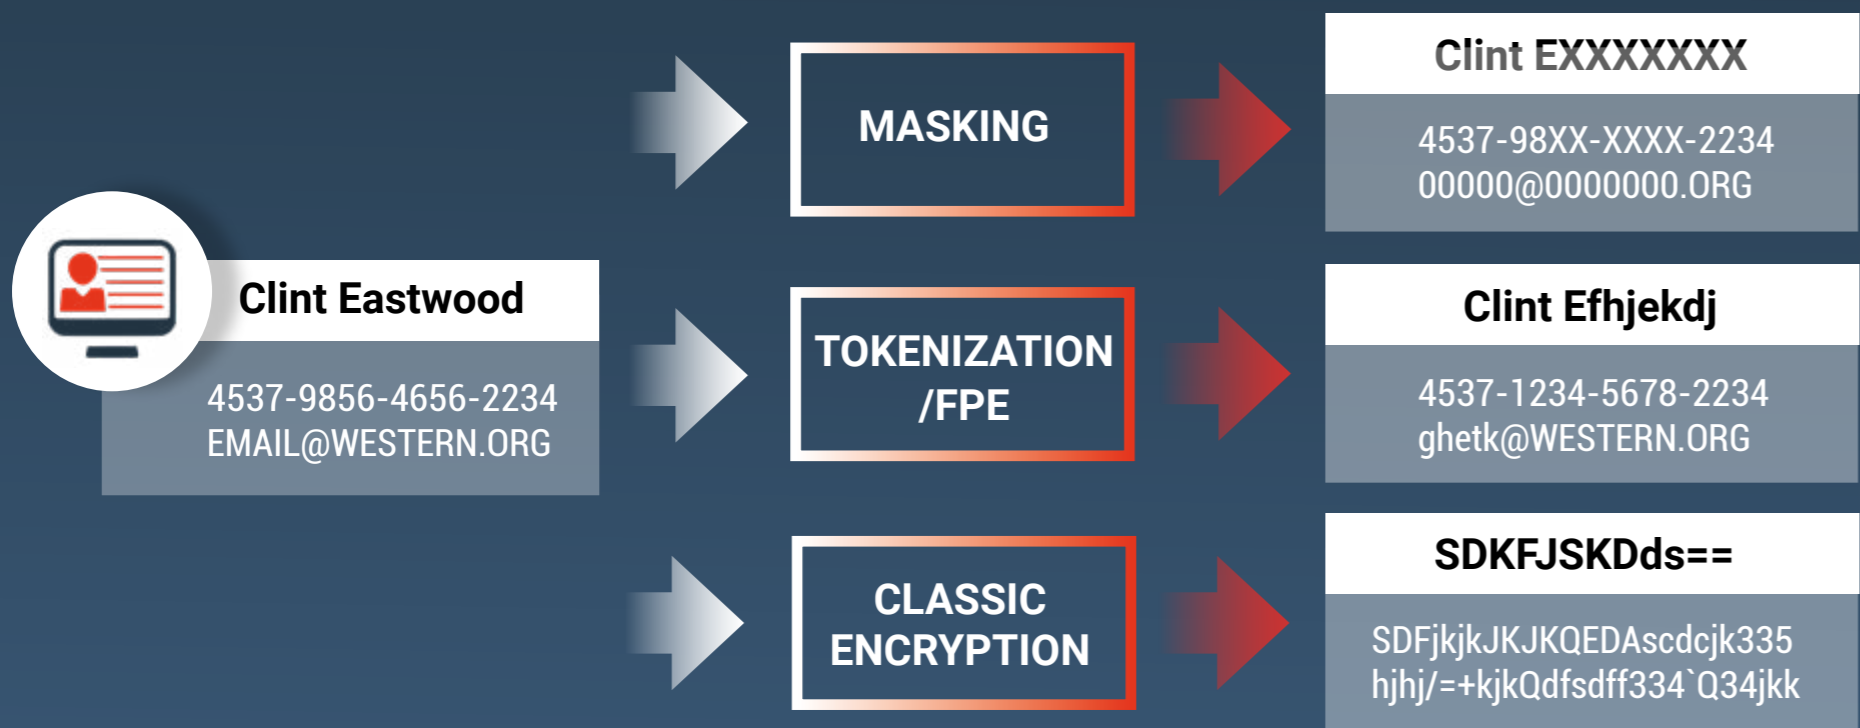 Clint Eastwood
4537-9856-4656-2234
EMAIL@WESTERN.ORG
MASKING
Clint EXXXXXXX
4537-98XX-XXXX-2234
00000@0000000.ORG
TOKENIZATION
/FPE
Clint Efhjekdj
4537-1234-5678-2234
ghetk@WESTERN.ORG
CLASSIC
ENCRYPTION
SDKFJSKDds==
SDFjkjkJKJKQEDAscdcjk335
hjhj/=+kjkQdfsdff334`Q34jkk